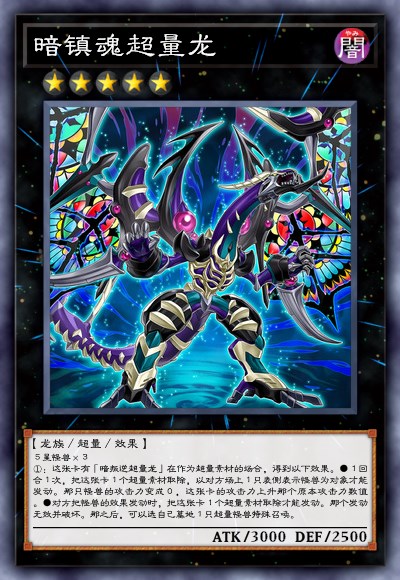 暗镇魂超量龙
やみ
闇
【龙族／超量／效果】
５星怪兽×３
①：这张卡有「暗叛逆超量龙」在作为超量素材的场合，得到以下效果。●１回
合１次，把这张卡１个超量素材取除，以对方场上１只表侧表示怪兽为对象才能
发动。那只怪兽的攻击力变成０，这张卡的攻击力上升那个原本攻击力数值
。●对方把怪兽的效果发动时，把这张卡１个超量素材取除才能发动。那个发动
无效并破坏。那之后，可以选自己墓地１只超量怪兽特殊召唤。
ATK/3000 DEF/2500